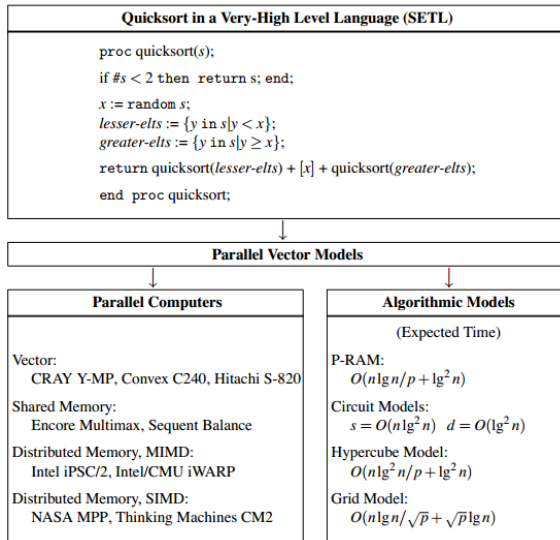 Quicksort in a Very-High Level Language (SETL)
proc quicksort(s);
if #s < 2 then return s; end;
x := random s;
lesser-elts := {y in s|y < x};
greater-elts := {y in s|y ≥ x};
return quicksort(lesser-elts) + [x] + quicksort(greater-elts);
end proc quicksort;
↓
Parallel Vector Models
↓ ↓
Parallel Computers
Vector:
CRAY Y-MP, Convex C240, Hitachi S-820
Shared Memory:
Encore Multimax, Sequent Balance
Distributed Memory, MIMD:
Intel iPSC/2, Intel/CMU iWARP
Distributed Memory, SIMD:
NASA MPP, Thinking Machines CM2
Algorithmic Models
(Expected Time)
P-RAM:
O(n lg n/p + lg² n)
Circuit Models:
s = O(n lg² n) d = O(lg² n)
Hypercube Model:
O(n lg² n/p + lg² n)
Grid Model:
O(n lg n/√p + √p lg n)